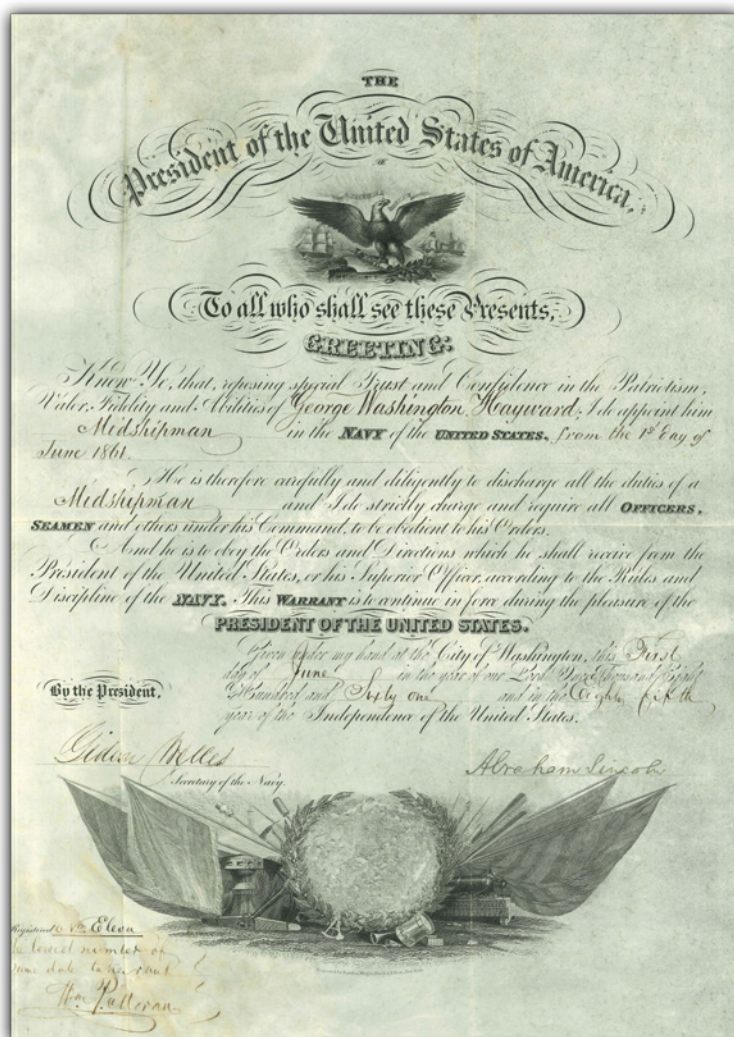 THE
President of the United States of America,
To all who shall see these Presents,
GREETING:
Know Ye, that, reposing special Trust and Confidence in the Patriotism,
Valor, Fidelity and Abilities of George Washington Hayward, I do appoint him
Midshipman in the NAVY of the UNITED STATES, from the 1st day of
June 1861.
He is therefore carefully and diligently to discharge all the duties of a
Midshipman and I do strictly charge and require all OFFICERS,
SEAMEN and others under his Command, to be obedient to his Orders.
And he is to obey the Orders and Directions which he shall receive from the
President of the United States, or his Superior Officer, according to the Rules and
Discipline of the NAVY. This WARRANT is to continue in force during the pleasure of the
PRESIDENT OF THE UNITED STATES.
Given under my hand at the City of Washington, this First
day of June in the year of our Lord One Thousand Eight
Hundred and Sixty one and in the Eighty fifth
year of the Independence of the United States.
By the President,
Gideon Welles
Abraham Lincoln
Secretary of the Navy.
Registered No
lowest number
same date takes rank